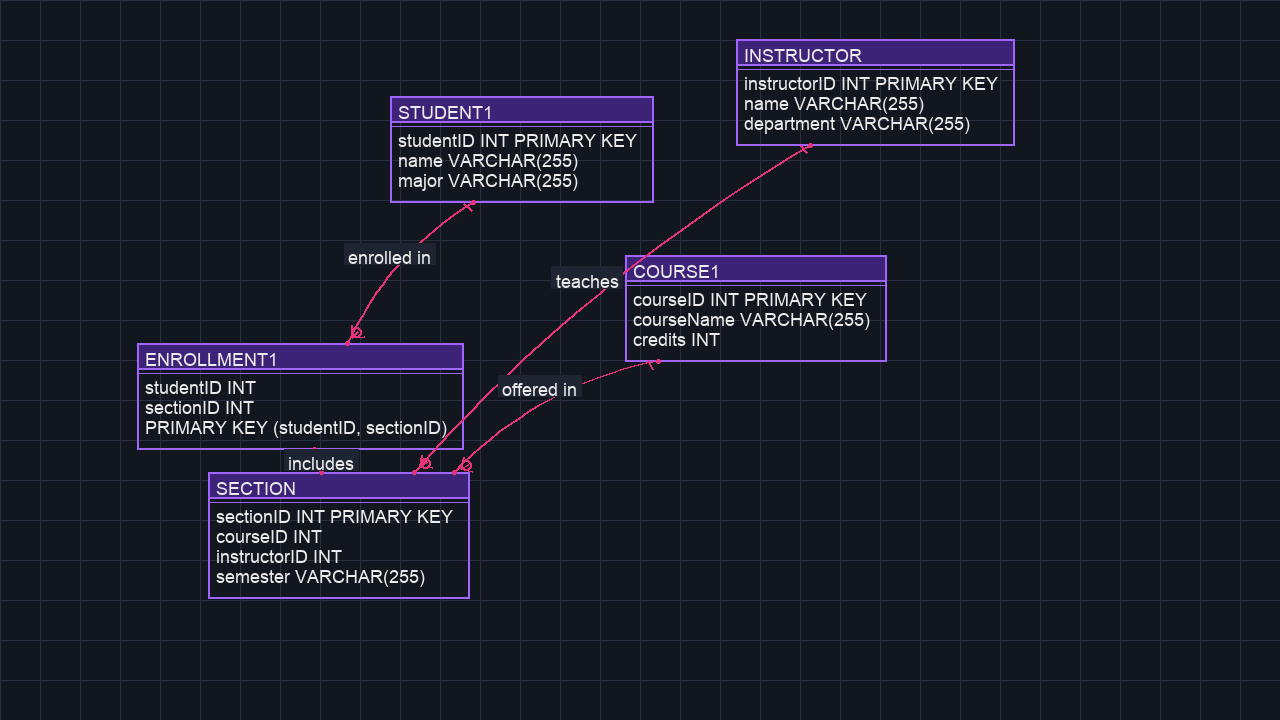 INSTRUCTOR
instructorID INT PRIMARY KEY
name VARCHAR(255)
department VARCHAR(255)
STUDENT1
studentID INT PRIMARY KEY
name VARCHAR(255)
major VARCHAR(255)
enrolled in
teaches
COURSE1
courseID INT PRIMARY KEY
courseName VARCHAR(255)
credits INT
ENROLLMENT1
studentID INT
sectionID INT
PRIMARY KEY (studentID, sectionID)
offered in
includes
SECTION
sectionID INT PRIMARY KEY
courseID INT
instructorID INT
semester VARCHAR(255)